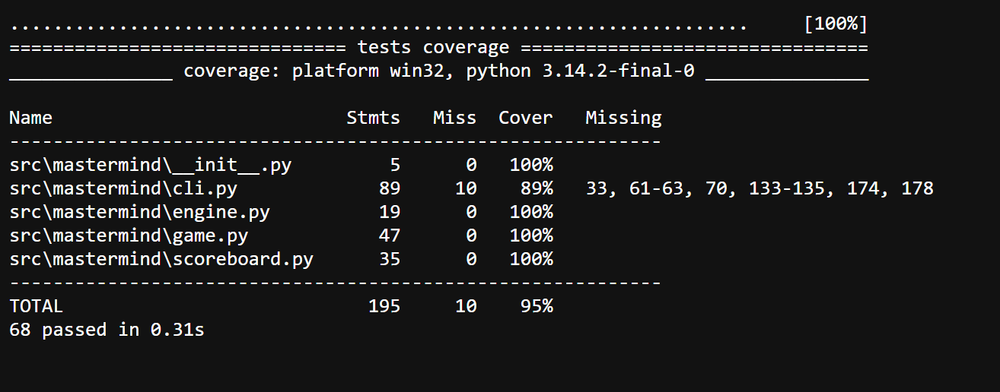 .................................................................... [100%]
=============================== tests coverage ================================
_______________ coverage: platform win32, python 3.14.2-final-0 _______________
Name                               Stmts   Miss  Cover   Missing
------------------------------------------------------------
src\mastermind\__init__.py             5      0   100%
src\mastermind\cli.py                 89     10    89%   33, 61-63, 70, 133-135, 174, 178
src\mastermind\engine.py              19      0   100%
src\mastermind\game.py                47      0   100%
src\mastermind\scoreboard.py          35      0   100%
------------------------------------------------------------
TOTAL                                195     10    95%
68 passed in 0.31s